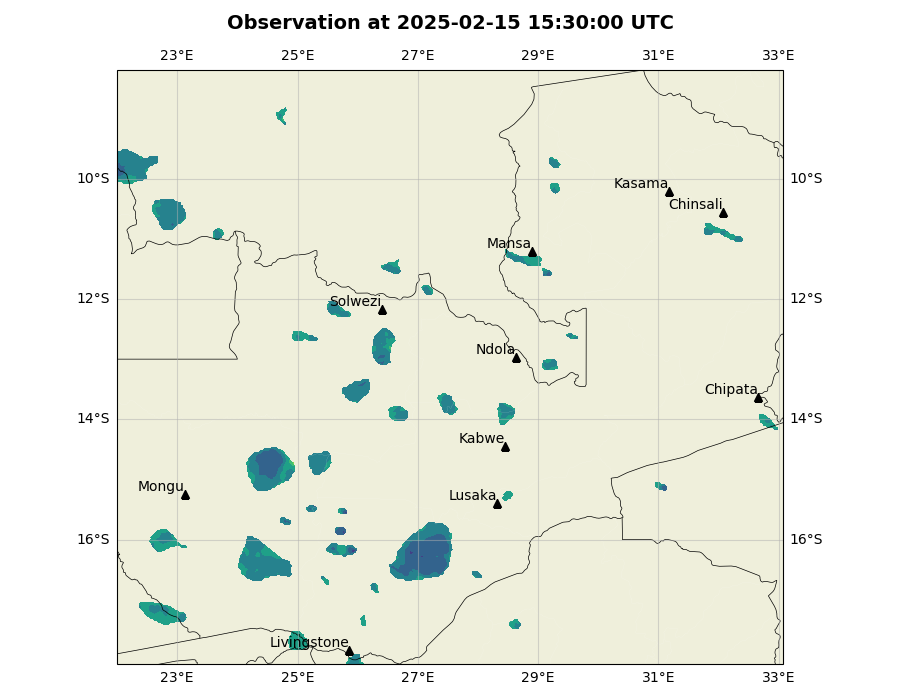 Observation at 2025-02-15 15:30:00 UTC
23°E 25°E 27°E 29°E 31°E 33°E
10°S 10°S
Kasama
Chinsali
Mansa
12°S 12°S
Solwezi
Ndola
Chipata
14°S 14°S
Kabwe
Mongu
Lusaka
16°S 16°S
Livingstone
23°E 25°E 27°E 29°E 31°E 33°E